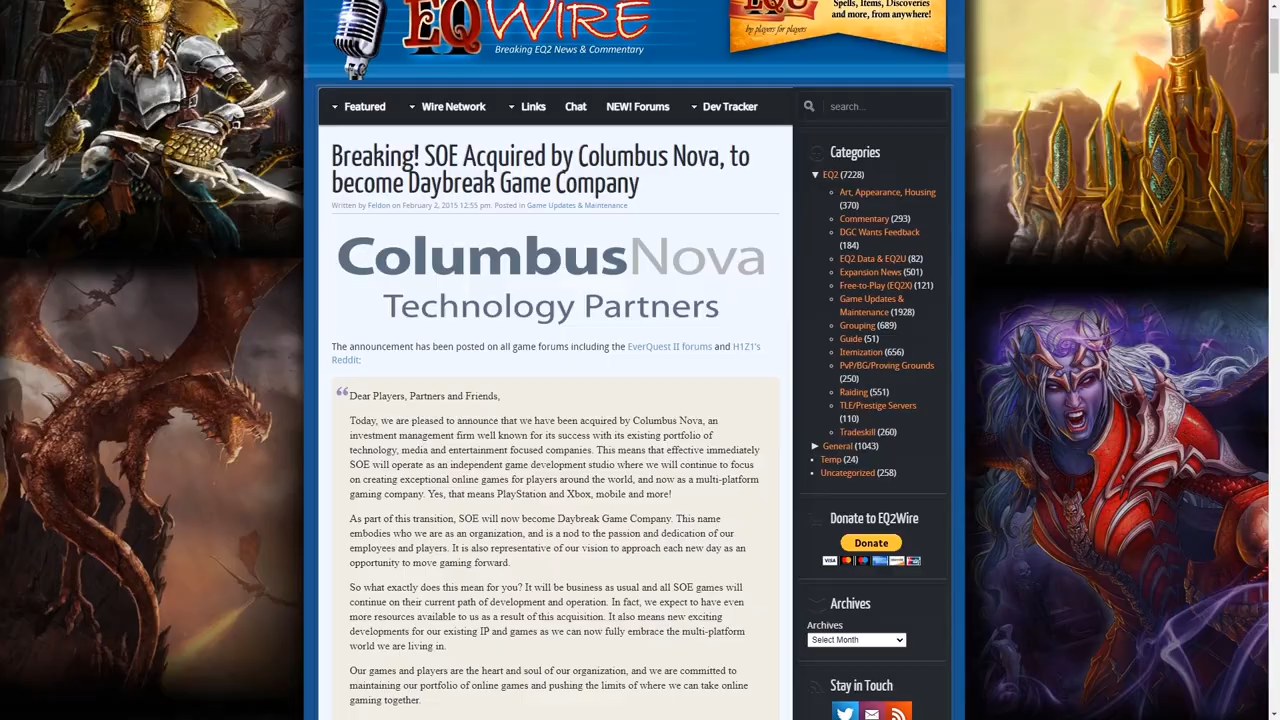 EQ WIRE
Breaking EQ2 News & Commentary
EQU
by players for players
Spells, Items, Discoveries
and more, from anywhere!
Featured
Wire Network
Links
Chat
NEW! Forums
Dev Tracker
search...
Breaking! SOE Acquired by Columbus Nova, to
become Daybreak Game Company
Written by Feldon on February 2, 2015 12:55 pm. Posted in Game Updates & Maintenance
ColumbusNova
Technology Partners
The announcement has been posted on all game forums including the EverQuest II forums and H1Z1's
Reddit:
“ Dear Players, Partners and Friends,
Today, we are pleased to announce that we have been acquired by Columbus Nova, an
investment management firm well known for its success with its existing portfolio of
technology, media and entertainment focused companies. This means that effective immediately
SOE will operate as an independent game development studio where we will continue to focus
on creating exceptional online games for players around the world, and now as a multi-platform
gaming company. Yes, that means PlayStation and Xbox, mobile and more!
As part of this transition, SOE will now become Daybreak Game Company. This name
embodies who we are as an organization, and is a nod to the passion and dedication of our
employees and players. It is also representative of our vision to approach each new day as an
opportunity to move gaming forward.
So what exactly does this mean for you? It will be business as usual and all SOE games will
continue on their current path of development and operation. In fact, we expect to have even
more resources available to us as a result of this acquisition. It also means new exciting
developments for our existing IP and games as we can now fully embrace the multi-platform
world we are living in.
Our games and players are the heart and soul of our organization, and we are committed to
maintaining our portfolio of online games and pushing the limits of where we can take online
gaming together.
Categories
EQ2 (7228)
Art, Appearance, Housing
(370)
Commentary (293)
DGC Wants Feedback
(184)
EQ2 Data & EQ2U (82)
Expansion News (501)
Free-to-Play (EQ2X) (121)
Game Updates &
Maintenance (1928)
Grouping (689)
Guide (51)
Itemization (656)
PvP/BG/Proving Grounds
(250)
Raiding (551)
TLE/Prestige Servers
(110)
Tradeskill (260)
General (1043)
Temp (24)
Uncategorized (258)
Donate to EQ2Wire
Donate
VISA
Archives
Archives
Select Month
Stay in Touch